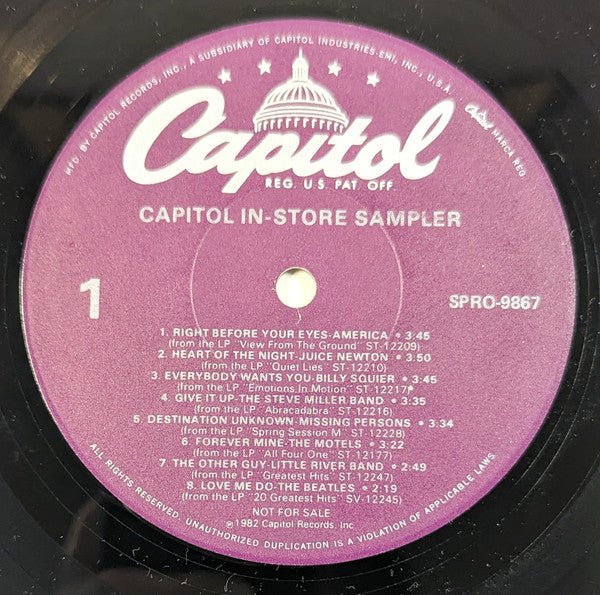 MFD. BY CAPITOL RECORDS, INC., A SUBSIDIARY OF CAPITOL INDUSTRIES-EMI, INC., U.S.A.
Capitol MARCA REG.
Capitol
REG. U.S. PAT. OFF.
CAPITOL IN-STORE SAMPLER
1
SPRO-9867
1. RIGHT BEFORE YOUR EYES-AMERICA • 3:45
(from the LP "View From The Ground" ST-12209)
2. HEART OF THE NIGHT-JUICE NEWTON • 3:50
(from the LP "Quiet Lies" ST-12210)
3. EVERYBODY WANTS YOU-BILLY SQUIER • 3:45
(from the LP "Emotions In Motion" ST-12217)
4. GIVE IT UP-THE STEVE MILLER BAND • 3:35
(from the LP "Abracadabra" ST-12216)
5. DESTINATION UNKNOWN-MISSING PERSONS • 3:34
(from the LP "Spring Session M" ST-12228)
6. FOREVER MINE-THE MOTELS • 3:22
(from the LP "All Four One" ST-12177)
7. THE OTHER GUY-LITTLE RIVER BAND • 2:49
(from the LP "Greatest Hits" ST-12247)
8. LOVE ME DO-THE BEATLES • 2:19
(from the LP "20 Greatest Hits" SV-12245)
NOT FOR SALE
℗1982 Capitol Records, Inc.
ALL RIGHTS RESERVED. UNAUTHORIZED DUPLICATION IS A VIOLATION OF APPLICABLE LAWS.